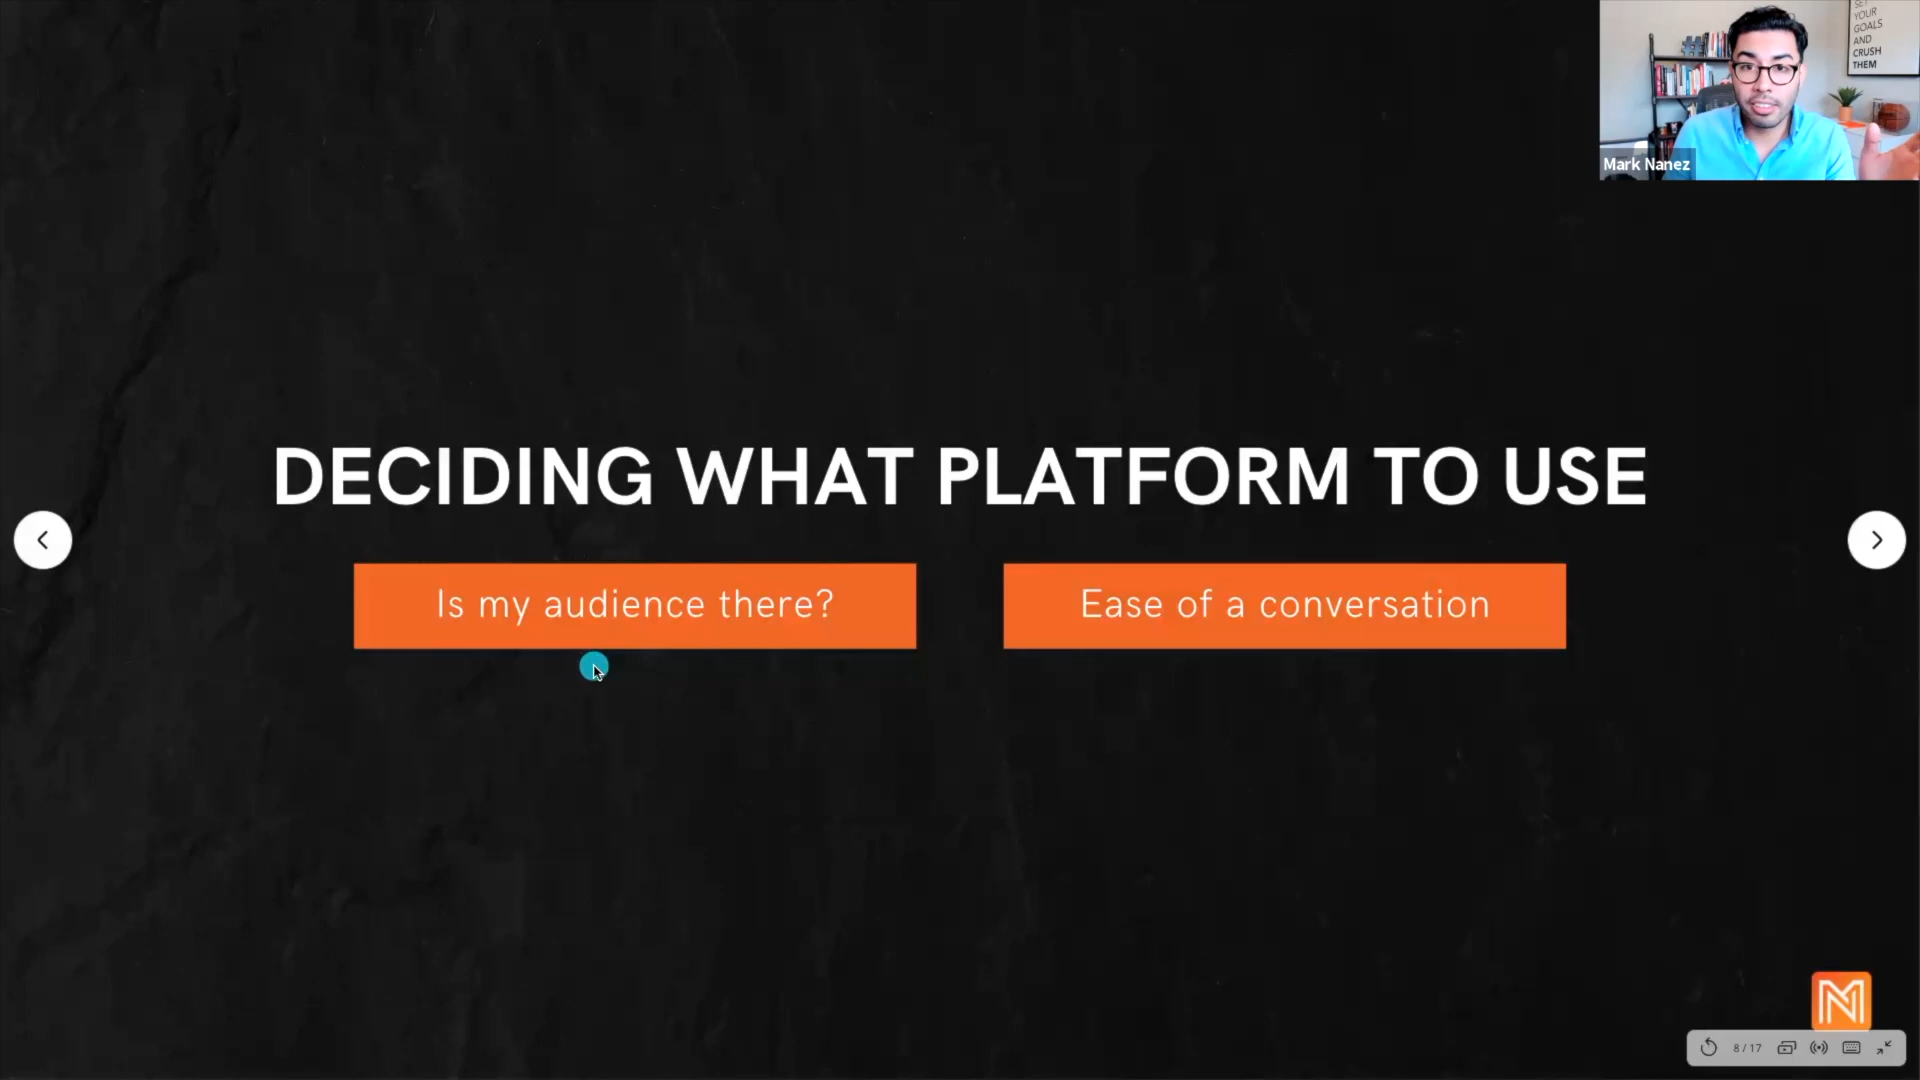 SET
YOUR
GOALS
AND
CRUSH
THEM
Mark Nanez
DECIDING WHAT PLATFORM TO USE
Is my audience there?
Ease of a conversation
8 / 17